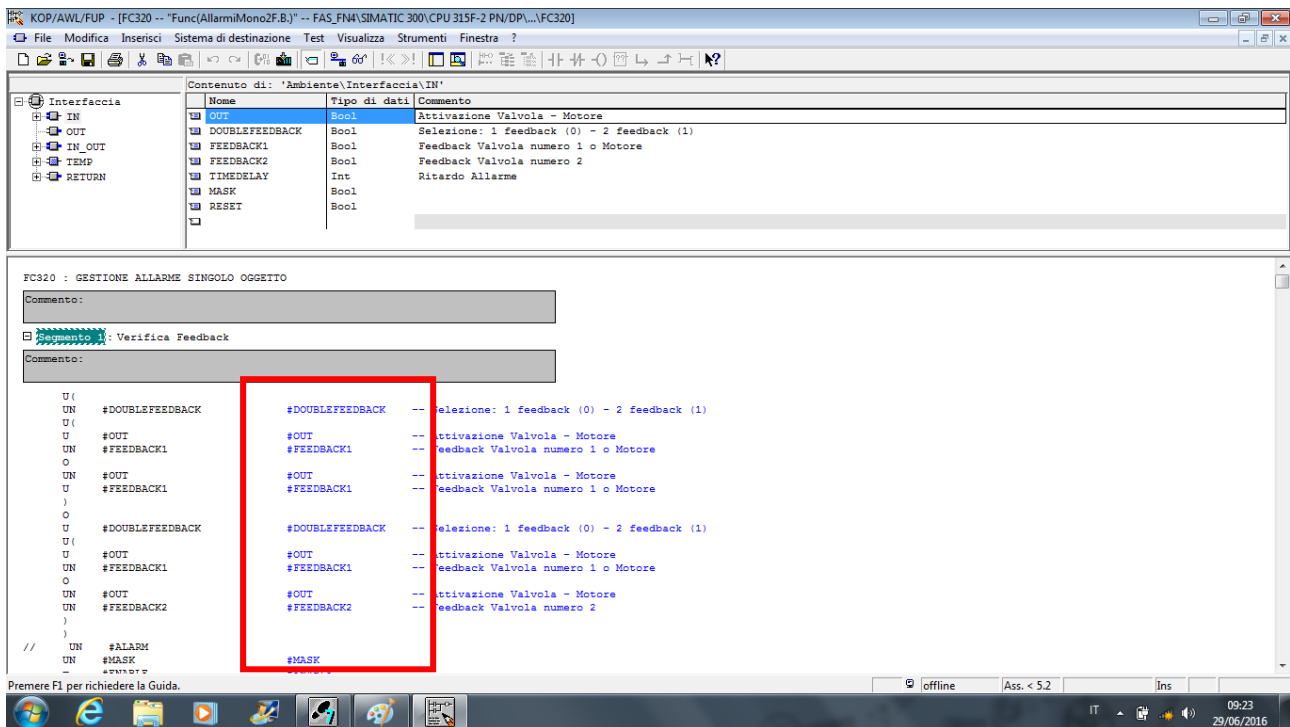 KOP/AWL/FUP - [FC320 -- "Func(AllarmiMono2F.B.)" -- FAS_FN4\SIMATIC 300\CPU 315F-2 PN/DP\...\FC320]
File Modifica Inserisci Sistema di destinazione Test Visualizza Strumenti Finestra ?
Contenuto di: 'Ambiente\Interfaccia\IN'
Interfaccia
IN
OUT
IN_OUT
TEMP
RETURN
Nome Tipo di dati Commento
OUT Bool Attivazione Valvola - Motore
DOUBLEFEEDBACK Bool Selezione: 1 feedback (0) - 2 feedback (1)
FEEDBACK1 Bool Feedback Valvola numero 1 o Motore
FEEDBACK2 Bool Feedback Valvola numero 2
TIMEDELAY Int Ritardo Allarme
MASK Bool
RESET Bool
FC320 : GESTIONE ALLARME SINGOLO OGGETTO
Commento:
Segmento 1: Verifica Feedback
Commento:
U(
UN #DOUBLEFEEDBACK #DOUBLEFEEDBACK -- Selezione: 1 feedback (0) - 2 feedback (1)
U(
U #OUT #OUT -- Attivazione Valvola - Motore
UN #FEEDBACK1 #FEEDBACK1 -- Feedback Valvola numero 1 o Motore
O
UN #OUT #OUT -- Attivazione Valvola - Motore
U #FEEDBACK1 #FEEDBACK1 -- Feedback Valvola numero 1 o Motore
)
O
U #DOUBLEFEEDBACK #DOUBLEFEEDBACK -- Selezione: 1 feedback (0) - 2 feedback (1)
U(
U #OUT #OUT -- Attivazione Valvola - Motore
UN #FEEDBACK1 #FEEDBACK1 -- Feedback Valvola numero 1 o Motore
O
UN #OUT #OUT -- Attivazione Valvola - Motore
UN #FEEDBACK2 #FEEDBACK2 -- Feedback Valvola numero 2
)
)
// UN #ALARM
UN #MASK #MASK
Premere F1 per richiedere la Guida. offline Ass. < 5.2 Ins
IT 09:23
29/06/2016